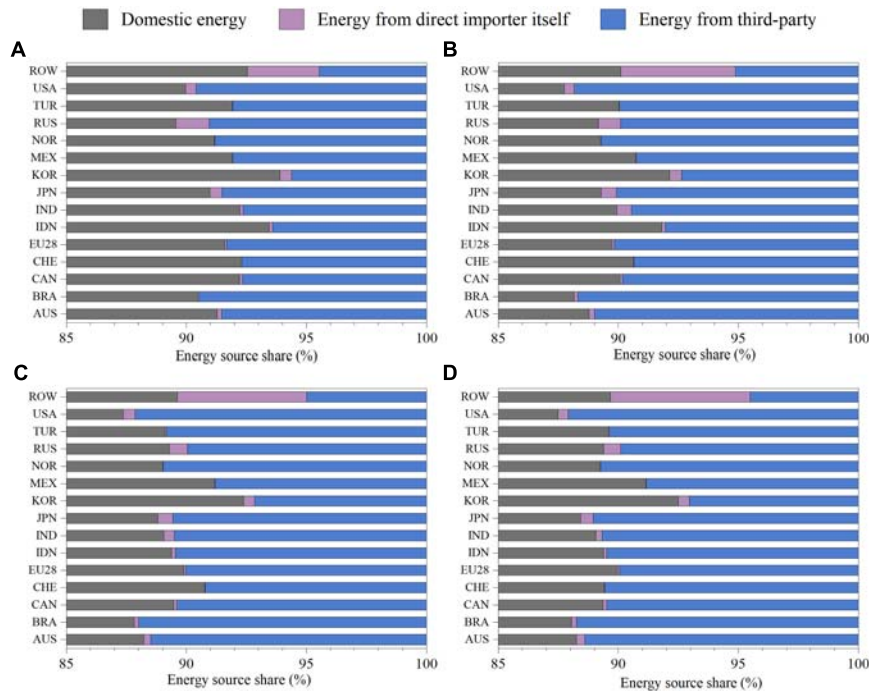 Domestic energy Energy from direct importer itself Energy from third-party
A
ROW
USA
TUR
RUS
NOR
MEX
KOR
JPN
IND
IDN
EU28
CHE
CAN
BRA
AUS
85 90 95 100
Energy source share (%)
B
ROW
USA
TUR
RUS
NOR
MEX
KOR
JPN
IND
IDN
EU28
CHE
CAN
BRA
AUS
85 90 95 100
Energy source share (%)
C
ROW
USA
TUR
RUS
NOR
MEX
KOR
JPN
IND
IDN
EU28
CHE
CAN
BRA
AUS
85 90 95 100
Energy source share (%)
D
ROW
USA
TUR
RUS
NOR
MEX
KOR
JPN
IND
IDN
EU28
CHE
CAN
BRA
AUS
85 90 95 100
Energy source share (%)